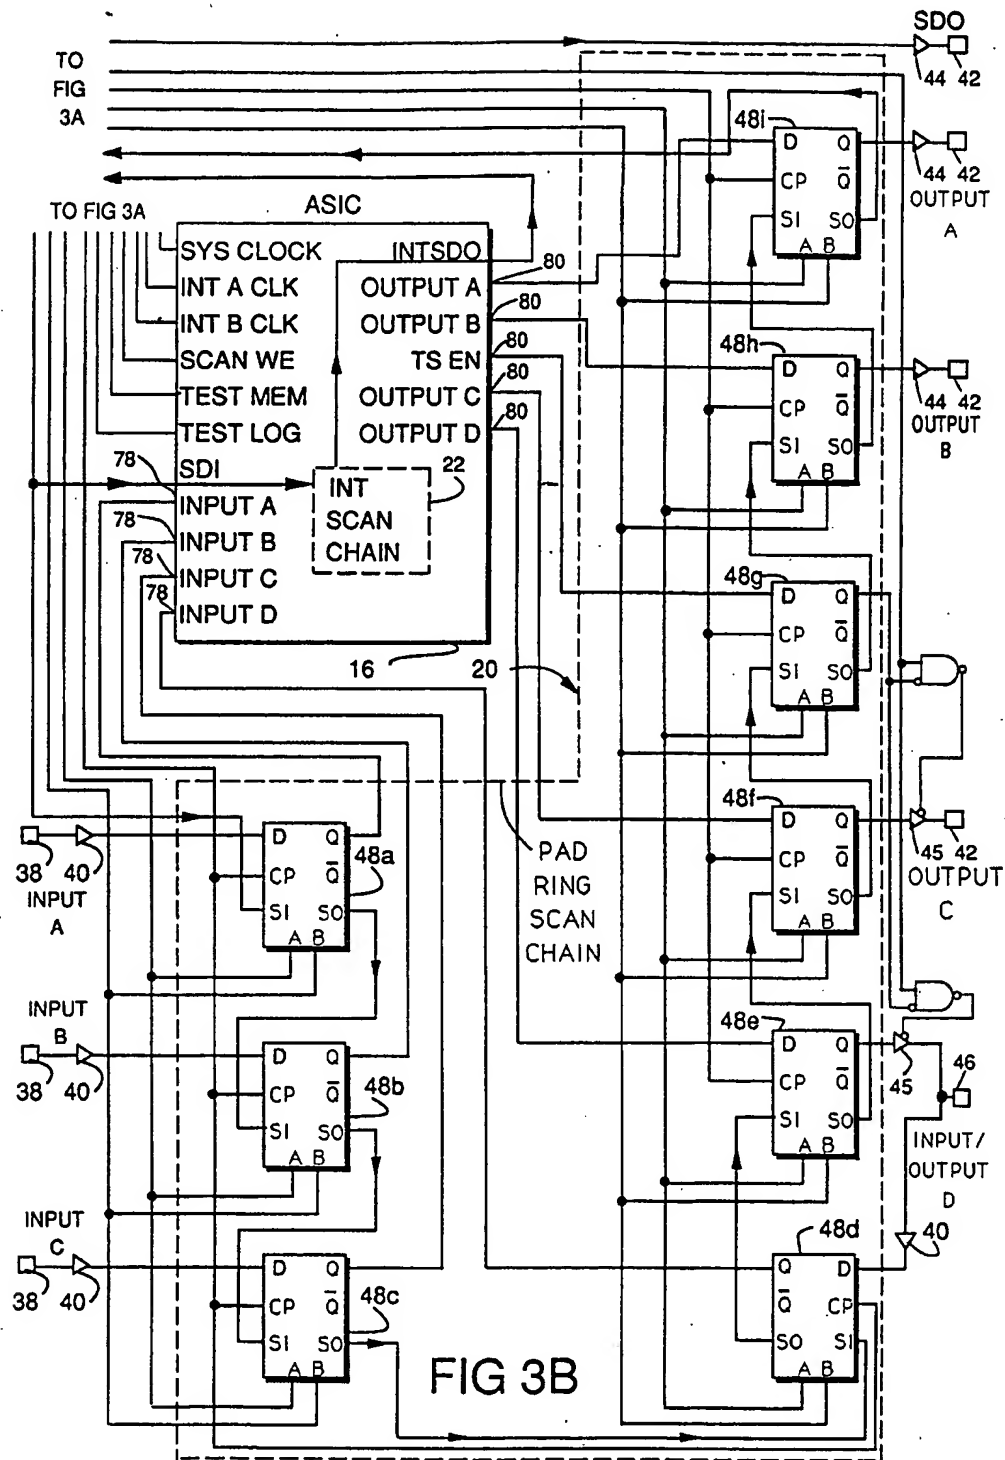 SDO
TO
FIG
3A
44 42
48i
D Q
CP Q̅
SI SO
A B
44 42
OUTPUT
A
TO FIG 3A
ASIC
SYS CLOCK
INT A CLK
INT B CLK
SCAN WE
TEST MEM
TEST LOG
SDI
INPUT A
INPUT B
INPUT C
INPUT D
78
78
78
78
INTSDO
OUTPUT A
OUTPUT B
TS EN
OUTPUT C
OUTPUT D
80
80
80
80
80
INT
SCAN
CHAIN
22
16 20
48h
D Q
CP Q̅
SI SO
A B
44 42
OUTPUT
B
48g
D Q
CP Q̅
SI SO
A B
48f
D Q
CP Q̅
SI SO
A B
45 42
OUTPUT
C
PAD
RING
SCAN
CHAIN
38 40
INPUT
A
48a
D Q
CP Q̅
SI SO
A B
INPUT
B
38 40
48b
D Q
CP Q̅
SI SO
A B
INPUT
C
38 40
48c
D Q
CP Q̅
SI SO
A B
48e
D Q
CP Q̅
SI SO
A B
45 46
INPUT/
OUTPUT
D
40
48d
Q D
Q̅ CP
SO SI
A B
FIG 3B